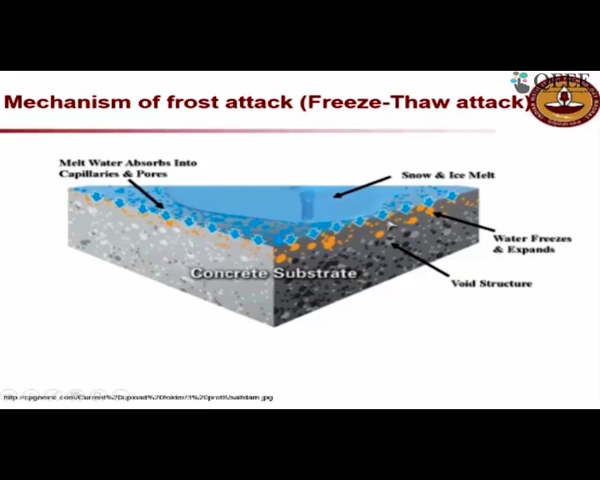 QEEE
Mechanism of frost attack (Freeze-Thaw attack)
Melt Water Absorbs Into
Capillaries & Pores
Snow & Ice Melt
Water Freezes
& Expands
Void Structure
Concrete Substrate